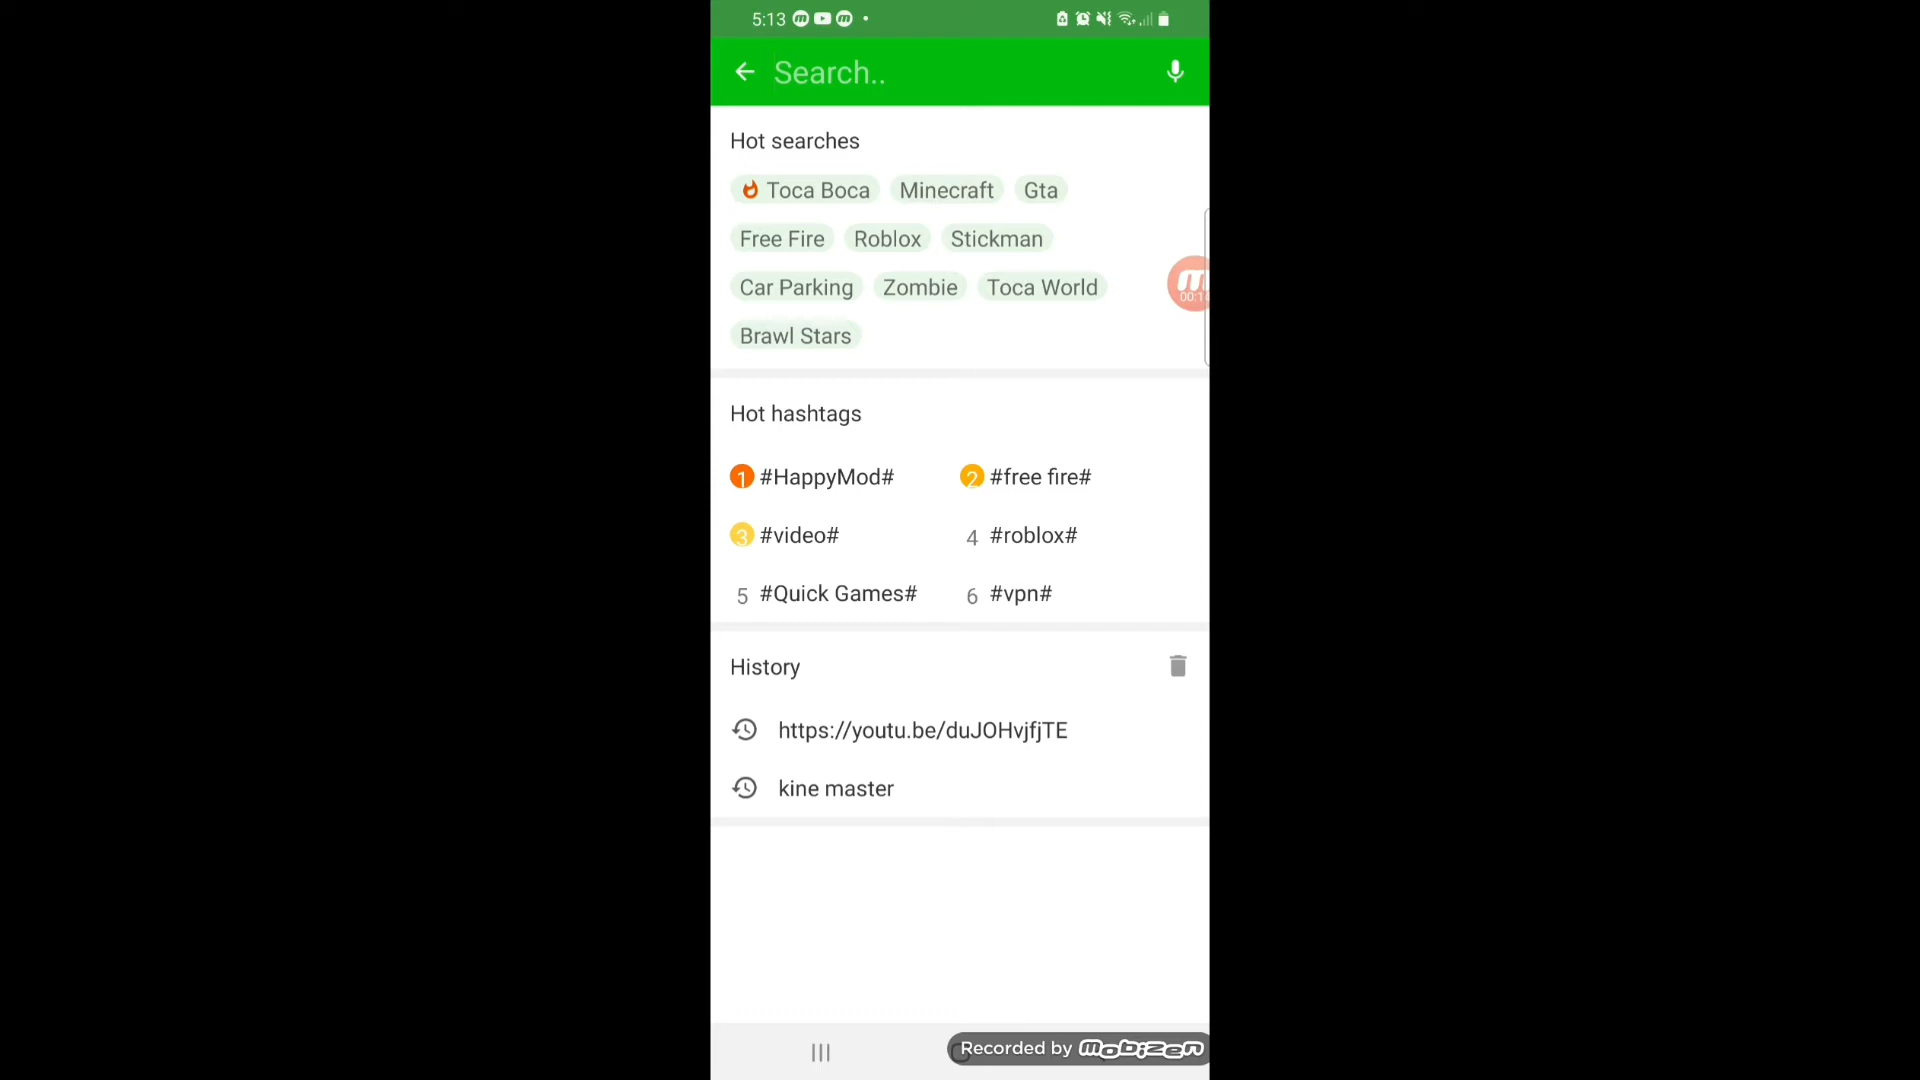 5:13
Search..
Hot searches
Toca Boca Minecraft Gta
Free Fire Roblox Stickman
Car Parking Zombie Toca World
00:1
Brawl Stars
Hot hashtags
1 #HappyMod# 2 #free fire#
3 #video# 4 #roblox#
5 #Quick Games# 6 #vpn#
History
https://youtu.be/duJOHvjfjTE
kine master
Recorded by mobizen